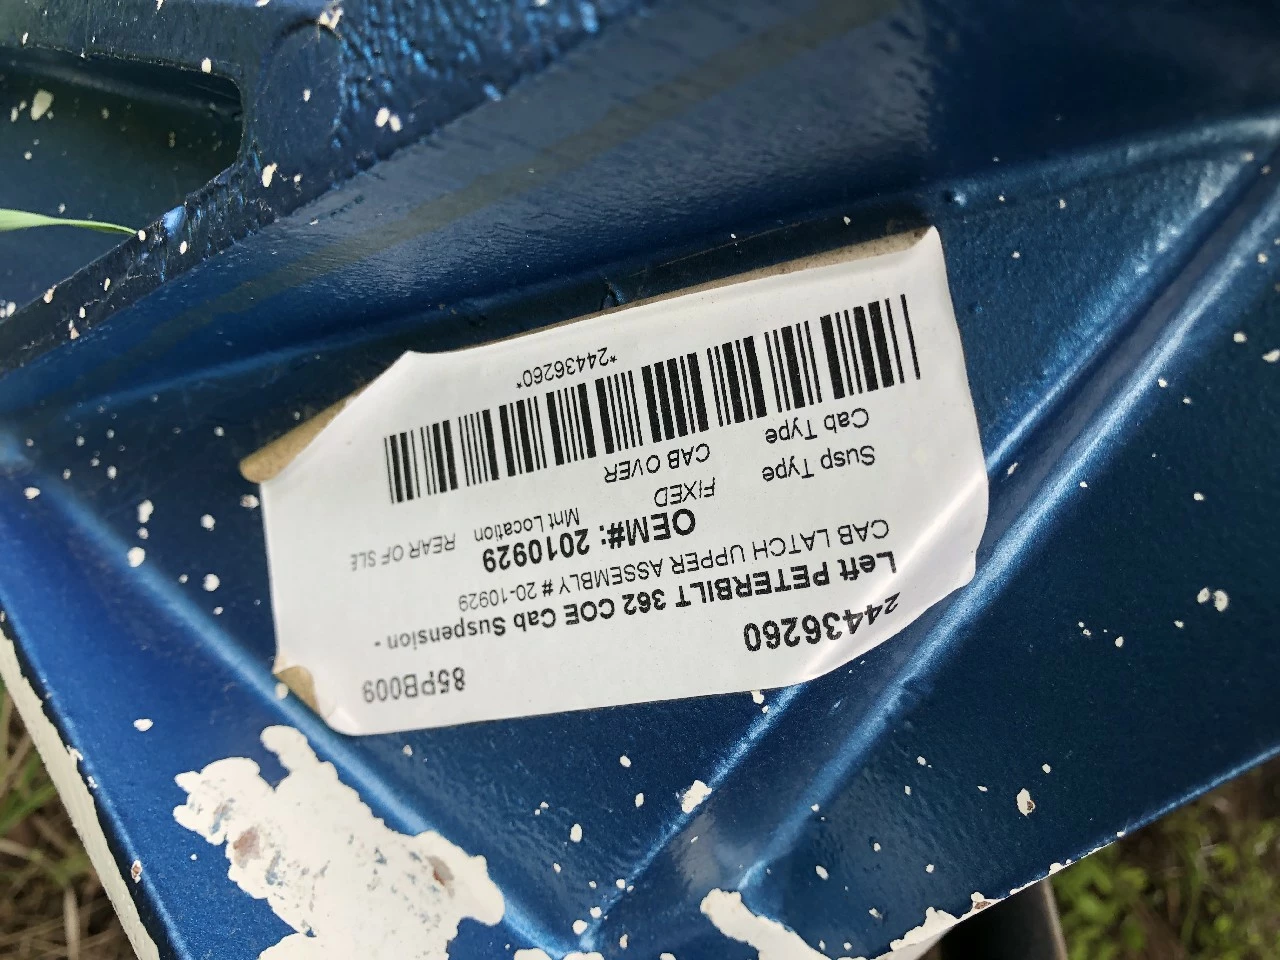 24436260
85PB009
Left PETERBILT 362 COE Cab Suspension -
CAB LATCH UPPER ASSEMBLY # 20-10929
OEM#: 2010929
Mnt Location REAR OF SLE
Susp Type FIXED
Cab Type CAB OVER
*24436260*